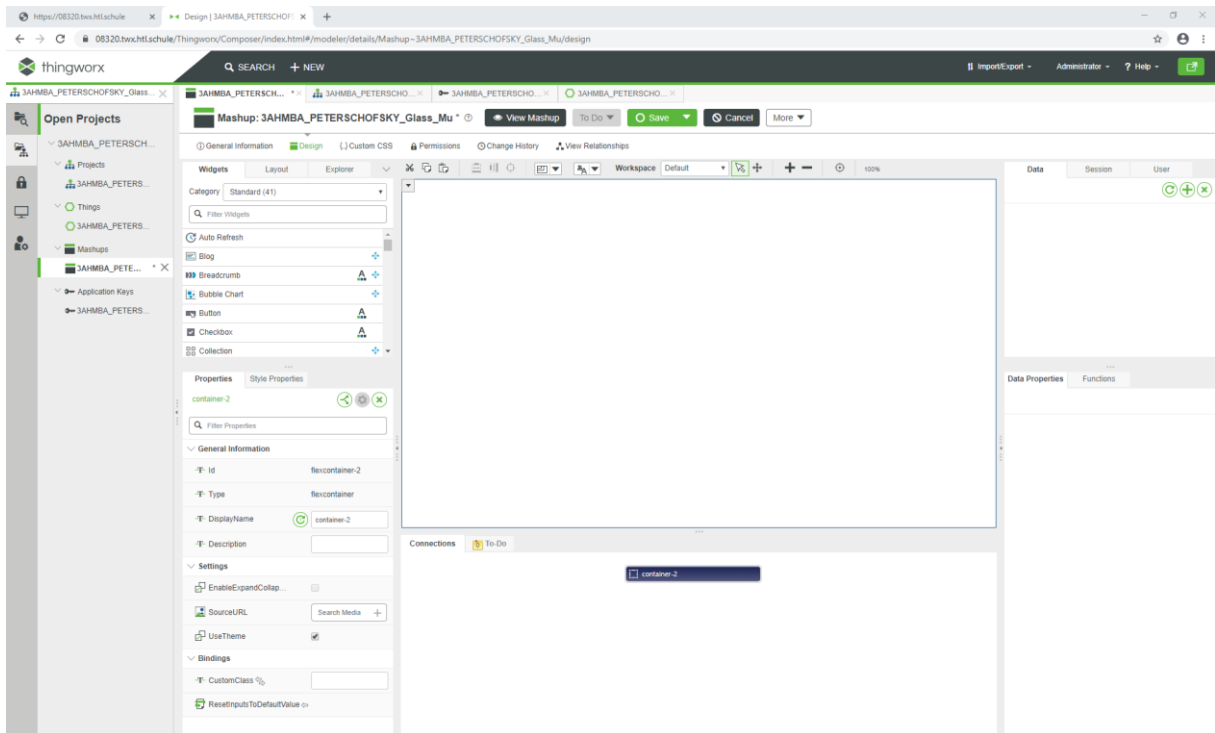 https://08320.twx.htl.schule
Design | 3AHMBA_PETERSCHOFS
08320.twx.htl.schule/Thingworx/Composer/index.html#/modeler/details/Mashup~3AHMBA_PETERSCHOFSKY_Glass_Mu/design
thingworx
SEARCH
NEW
Import/Export
Administrator
? Help
3AHMBA_PETERSCHOFSKY_Glass...
3AHMBA_PETERSCH... *
3AHMBA_PETERSCHO...
3AHMBA_PETERSCHO...
3AHMBA_PETERSCHO...
Open Projects
Mashup: 3AHMBA_PETERSCHOFSKY_Glass_Mu *
View Mashup
To Do
Save
Cancel
More
3AHMBA_PETERSCH...
Projects
3AHMBA_PETERS...
Things
3AHMBA_PETERS...
Mashups
3AHMBA_PETE... *
Application Keys
3AHMBA_PETERS...
General Information
Design
Custom CSS
Permissions
Change History
View Relationships
Widgets
Layout
Explorer
Workspace
Default
100%
Data
Session
User
Category
Standard (41)
Filter Widgets
Auto Refresh
Blog
Breadcrumb
Bubble Chart
Button
Checkbox
Collection
Properties
Style Properties
container-2
Filter Properties
General Information
Id flexcontainer-2
Type flexcontainer
DisplayName container-2
Description
Settings
EnableExpandCollap...
SourceURL Search Media
UseTheme
Bindings
CustomClass
ResetInputsToDefaultValue
Connections
To-Do
container-2
Data Properties
Functions